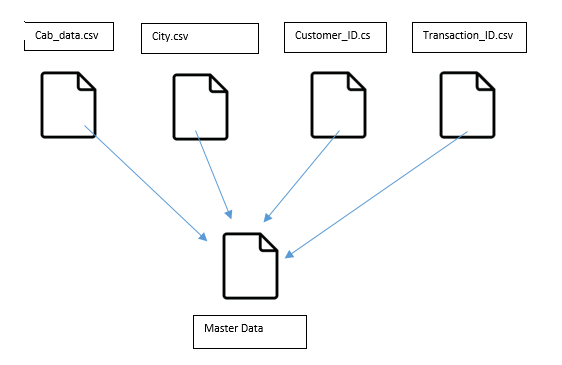 Cab_data.csv
City.csv
Customer_ID.cs
Transaction_ID.csv
Master Data